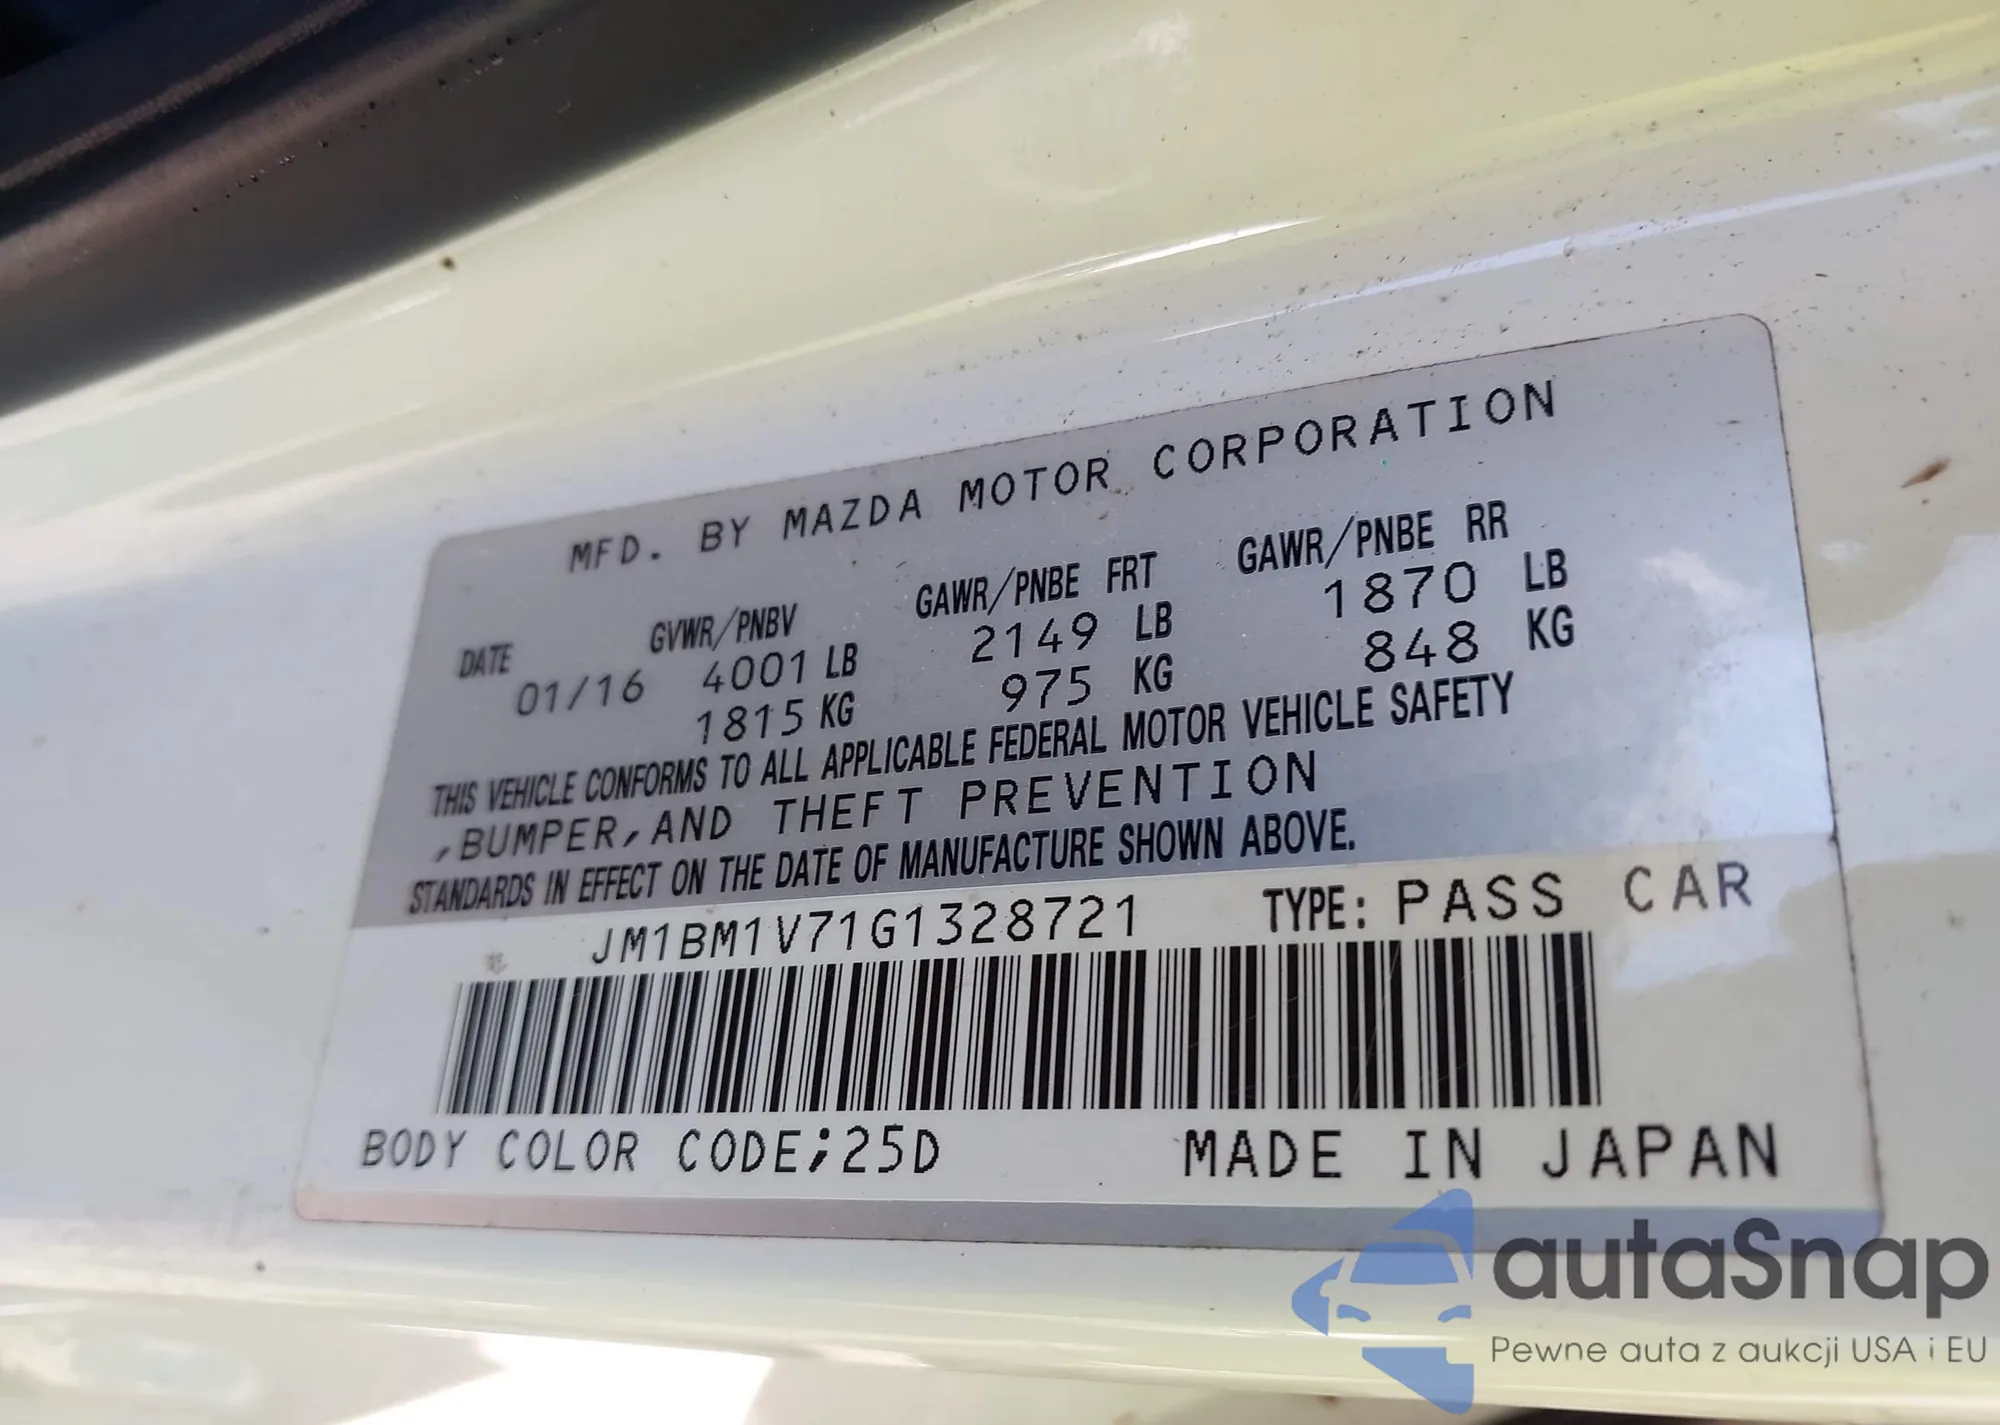 MFD. BY MAZDA MOTOR CORPORATION
DATE GVWR/PNBV GAWR/PNBE FRT GAWR/PNBE RR
01/16 4001 LB 2149 LB 1870 LB
1815 KG 975 KG 848 KG
THIS VEHICLE CONFORMS TO ALL APPLICABLE FEDERAL MOTOR VEHICLE SAFETY
,BUMPER,AND THEFT PREVENTION
STANDARDS IN EFFECT ON THE DATE OF MANUFACTURE SHOWN ABOVE.
JM1BM1V71G1328721 TYPE: PASS CAR
BODY COLOR CODE;25D MADE IN JAPAN
autaSnap
Pewne auta z aukcji USA i EU